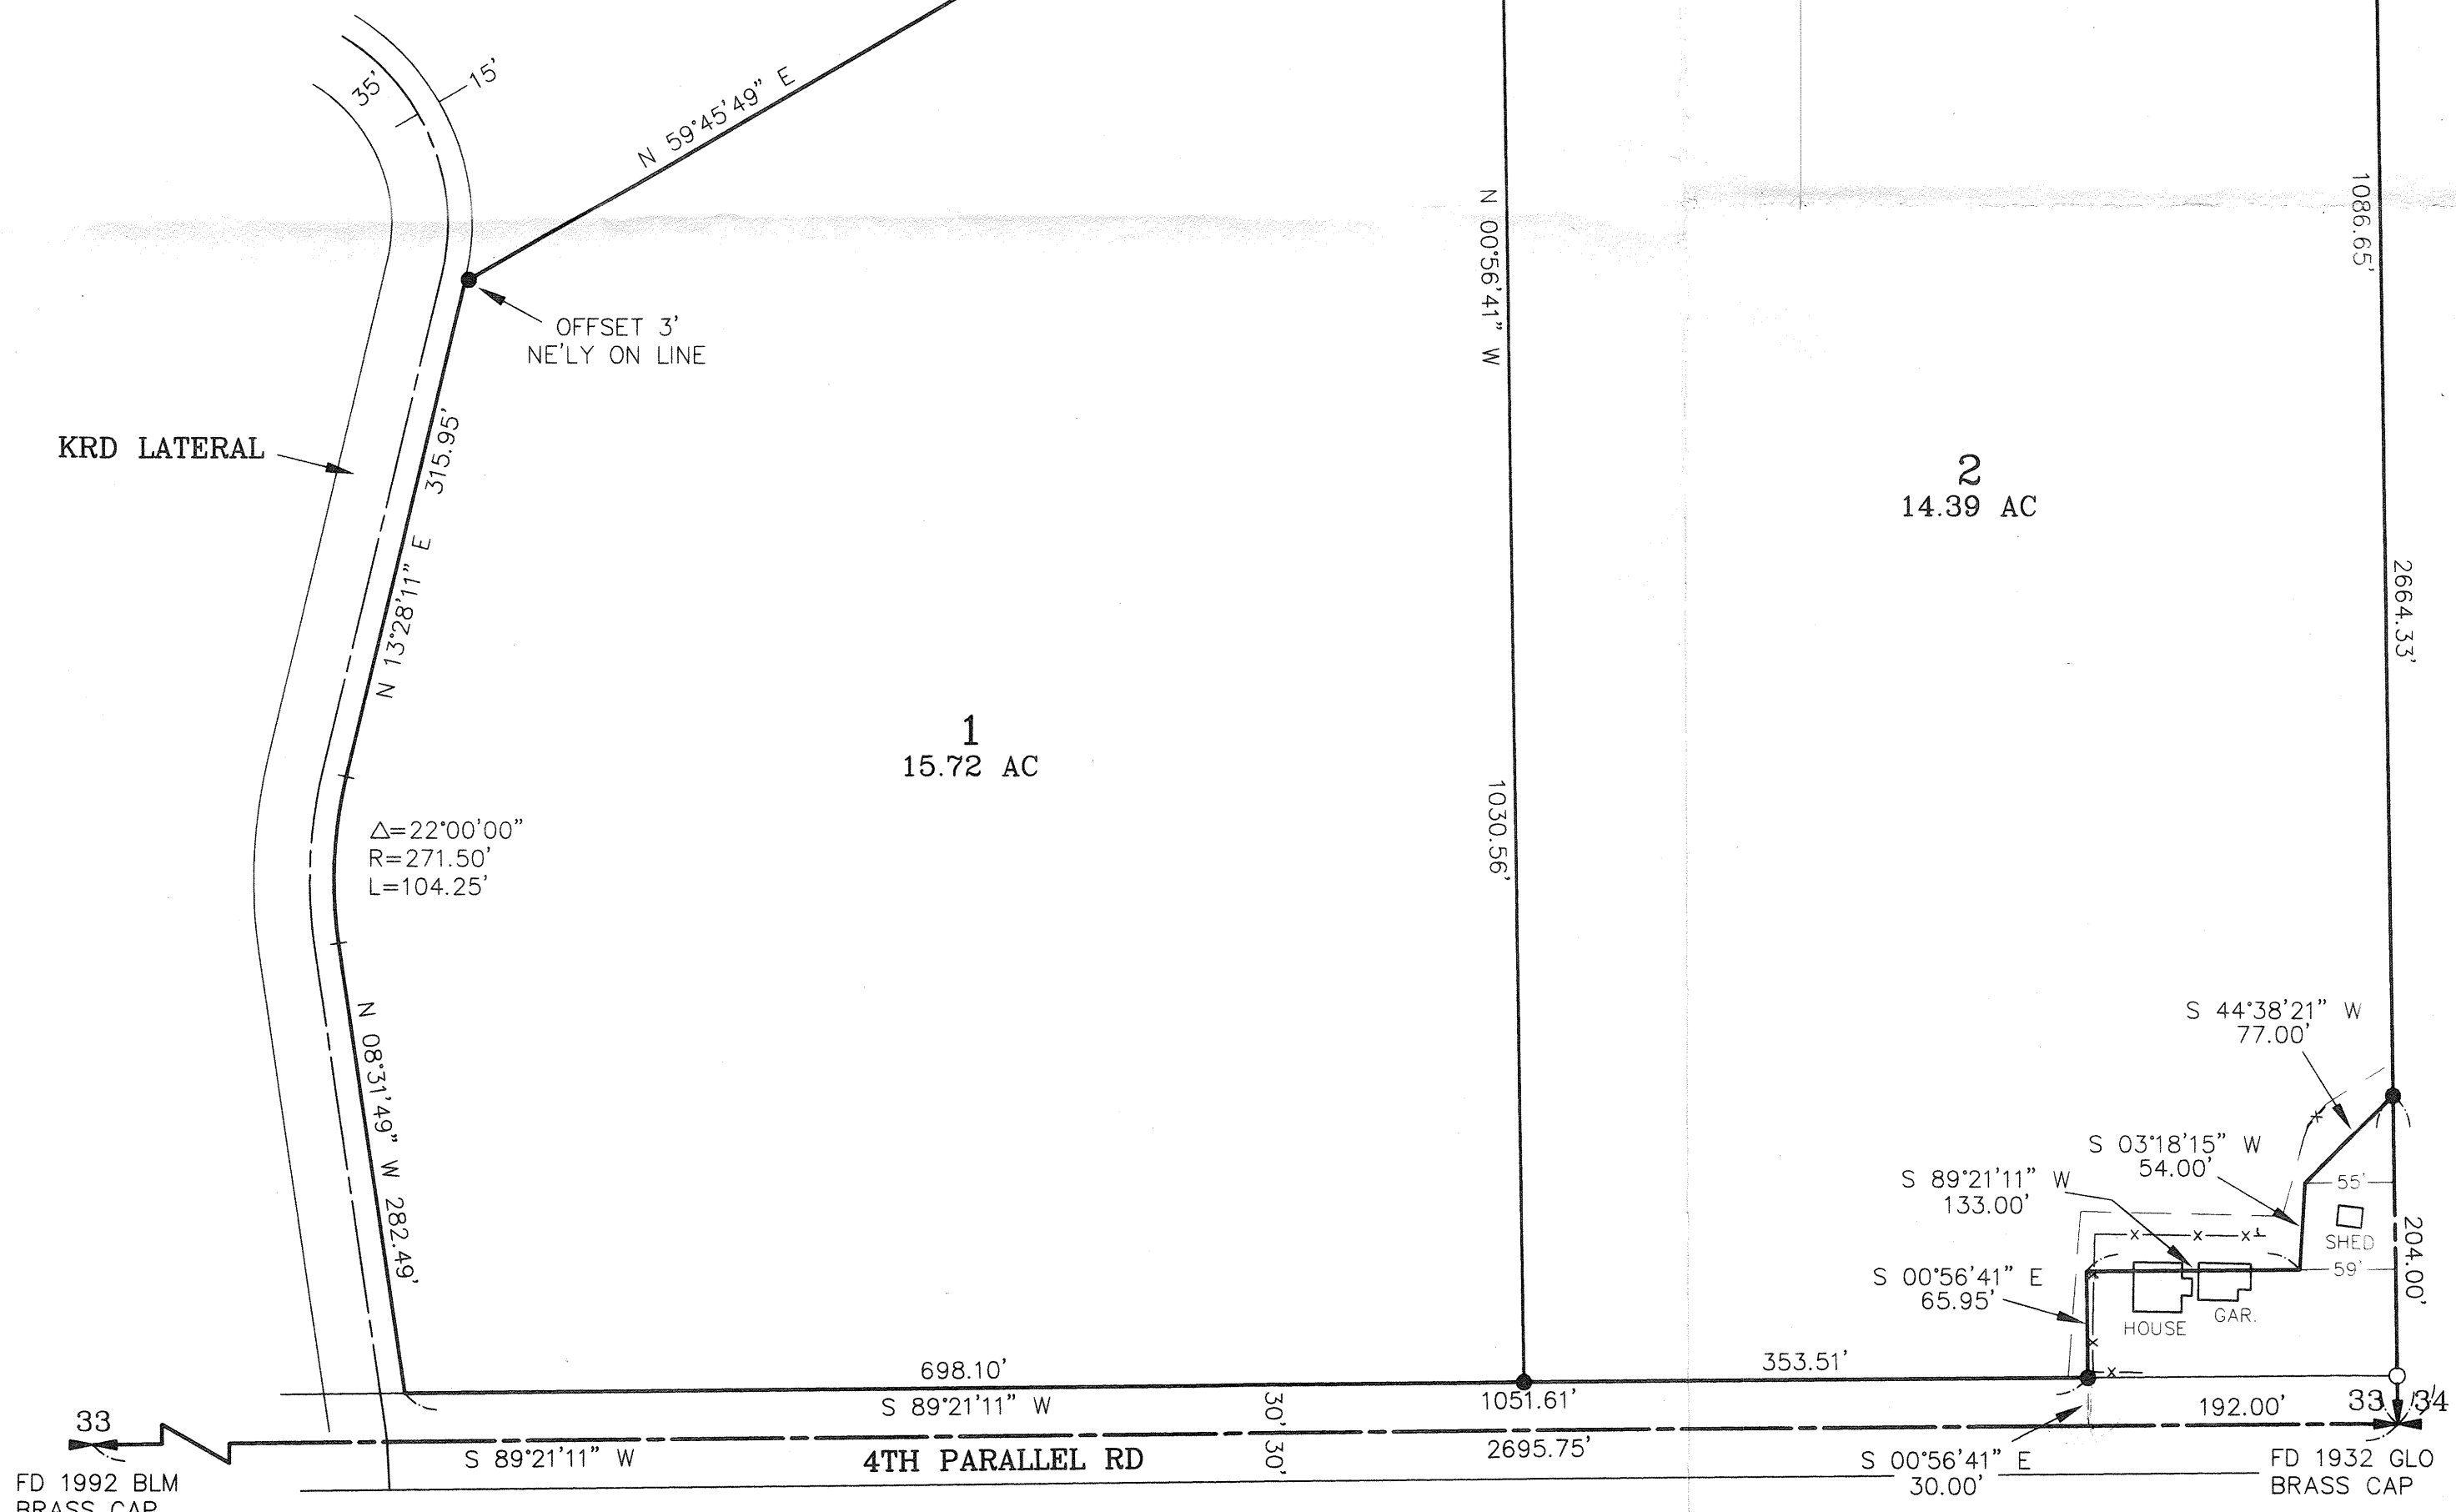 35'
15'
N 59°45'49" E
N 00°56'41" W
1086.65'
OFFSET 3'
NE'LY ON LINE
KRD LATERAL
315.95'
N 13°28'11" E
2
14.39 AC
2664.33'
1
15.72 AC
1030.56'
△=22°00'00"
R=271.50'
L=104.25'
N 08°31'49" W 282.49'
S 44°38'21" W
77.00'
S 03°18'15" W
54.00'
S 89°21'11" W
133.00'
55'
SHED
59'
204.00'
S 00°56'41" E
65.95'
HOUSE
GAR.
698.10'
353.51'
S 89°21'11" W
30'
1051.61'
192.00'
33
33
34
S 89°21'11" W
4TH PARALLEL RD
30'
2695.75'
S 00°56'41" E
30.00'
FD 1992 BLM
BRASS CAP
FD 1932 GLO
BRASS CAP